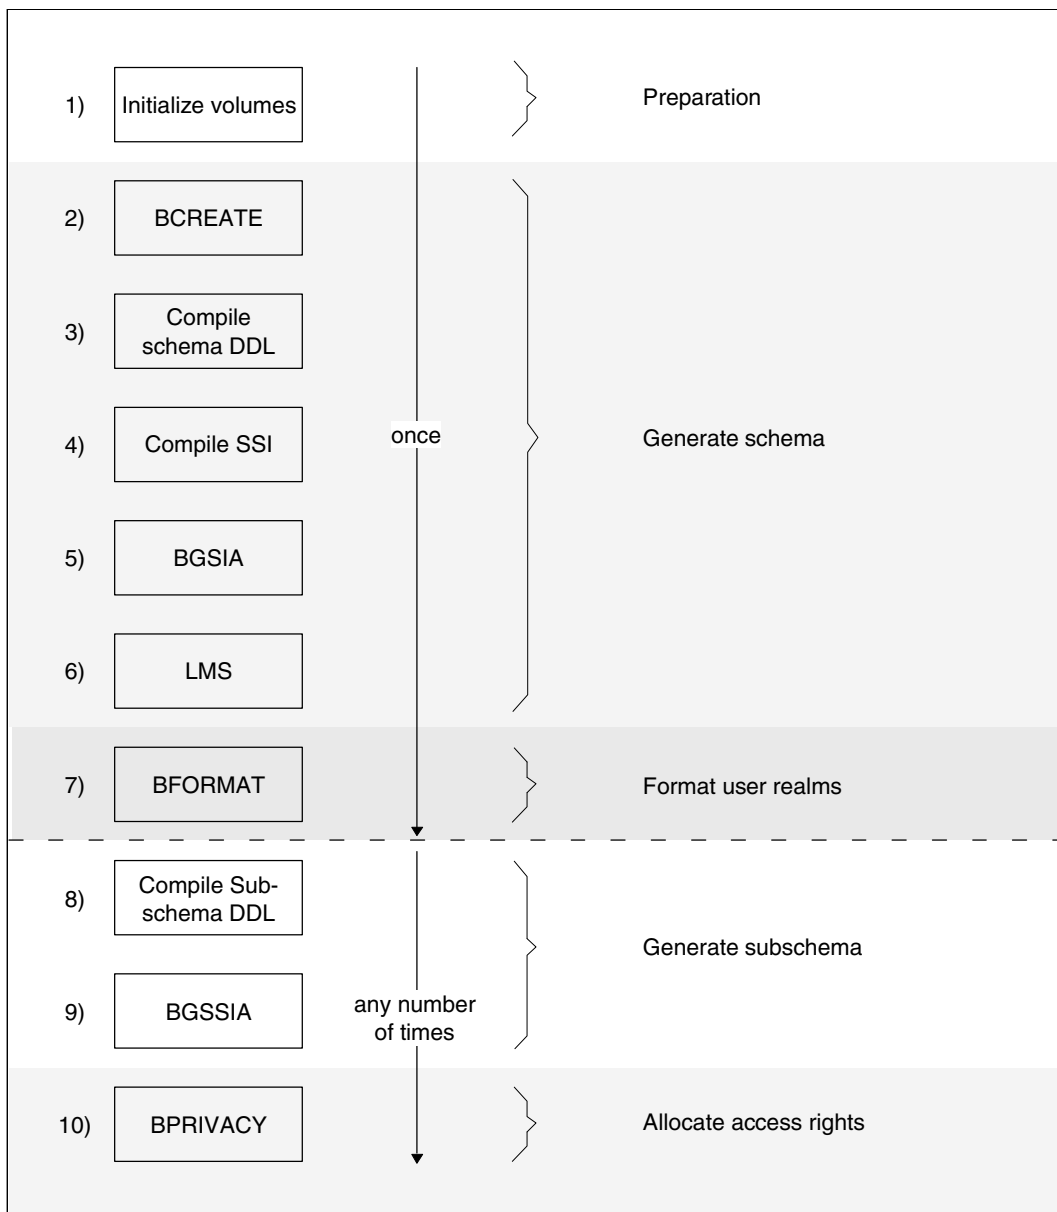 1)
Initialize volumes
Preparation
2)
BCREATE
3)
Compile
schema DDL
4)
Compile SSI
once
Generate schema
5)
BGSIA
6)
LMS
7)
BFORMAT
Format user realms
8)
Compile Sub-
schema DDL
Generate subschema
9)
BGSSIA
any number
of times
10)
BPRIVACY
Allocate access rights